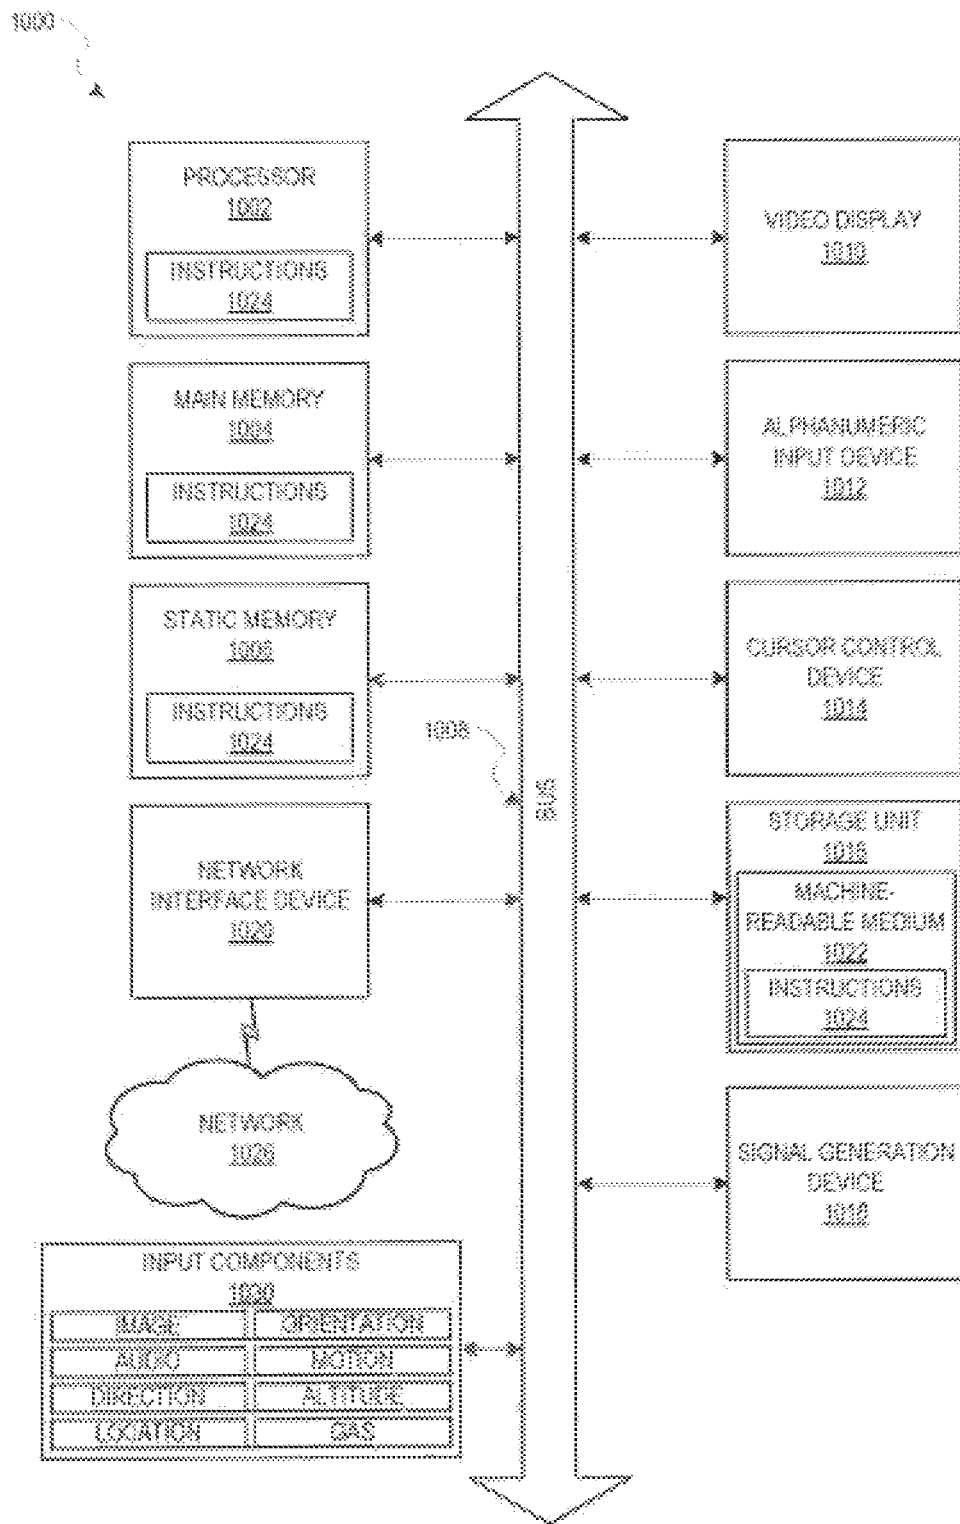 1000
PROCESSOR
1002
INSTRUCTIONS
1024
MAIN MEMORY
1004
INSTRUCTIONS
1024
STATIC MEMORY
1006
INSTRUCTIONS
1024
1008
BUS
NETWORK
INTERFACE DEVICE
1020
NETWORK
1026
INPUT COMPONENTS
1030
IMAGE
ORIENTATION
AUDIO
MOTION
DIRECTION
ALTITUDE
LOCATION
GAS
VIDEO DISPLAY
1010
ALPHANUMERIC
INPUT DEVICE
1012
CURSOR CONTROL
DEVICE
1014
STORAGE UNIT
1016
MACHINE-
READABLE MEDIUM
1022
INSTRUCTIONS
1024
SIGNAL GENERATION
DEVICE
1018